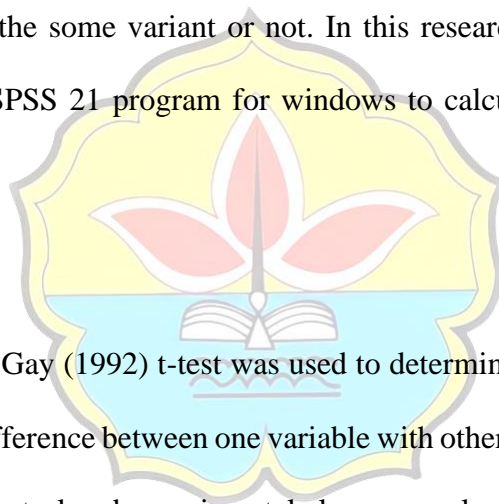 the some variant or not. In this resear
SPSS 21 program for windows to calcu
Gay (1992) t-test was used to determin
fference between one variable with other